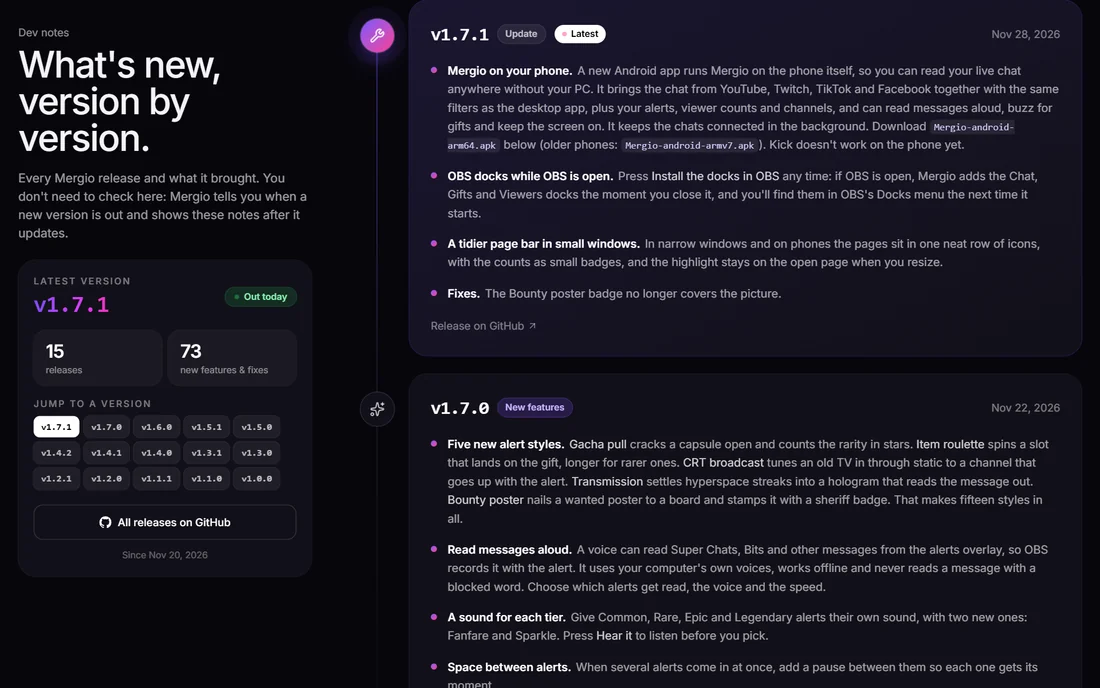 Dev notes
What's new,
version by
version.
Every Mergio release and what it brought. You
don't need to check here: Mergio tells you when a
new version is out and shows these notes after it
updates.
LATEST VERSION
v1.7.1
Out today
15
releases
73
new features & fixes
JUMP TO A VERSION
v1.7.1 v1.7.0 v1.6.0 v1.5.1 v1.5.0
v1.4.2 v1.4.1 v1.4.0 v1.3.1 v1.3.0
v1.2.1 v1.2.0 v1.1.1 v1.1.0 v1.0.0
All releases on GitHub
Since Nov 20, 2026
v1.7.1 Update Latest Nov 28, 2026
Mergio on your phone. A new Android app runs Mergio on the phone itself, so you can read your live chat
anywhere without your PC. It brings the chat from YouTube, Twitch, TikTok and Facebook together with the same
filters as the desktop app, plus your alerts, viewer counts and channels, and can read messages aloud, buzz for
gifts and keep the screen on. It keeps the chats connected in the background. Download Mergio-android-
arm64.apk below (older phones: Mergio-android-armv7.apk ). Kick doesn't work on the phone yet.
OBS docks while OBS is open. Press Install the docks in OBS any time: if OBS is open, Mergio adds the Chat,
Gifts and Viewers docks the moment you close it, and you'll find them in OBS's Docks menu the next time it
starts.
A tidier page bar in small windows. In narrow windows and on phones the pages sit in one neat row of icons,
with the counts as small badges, and the highlight stays on the open page when you resize.
Fixes. The Bounty poster badge no longer covers the picture.
Release on GitHub ↗
v1.7.0 New features Nov 22, 2026
Five new alert styles. Gacha pull cracks a capsule open and counts the rarity in stars. Item roulette spins a slot
that lands on the gift, longer for rarer ones. CRT broadcast tunes an old TV in through static to a channel that
goes up with the alert. Transmission settles hyperspace streaks into a hologram that reads the message out.
Bounty poster nails a wanted poster to a board and stamps it with a sheriff badge. That makes fifteen styles in
all.
Read messages aloud. A voice can read Super Chats, Bits and other messages from the alerts overlay, so OBS
records it with the alert. It uses your computer's own voices, works offline and never reads a message with a
blocked word. Choose which alerts get read, the voice and the speed.
A sound for each tier. Give Common, Rare, Epic and Legendary alerts their own sound, with two new ones:
Fanfare and Sparkle. Press Hear it to listen before you pick.
Space between alerts. When several alerts come in at once, add a pause between them so each one gets its
moment.